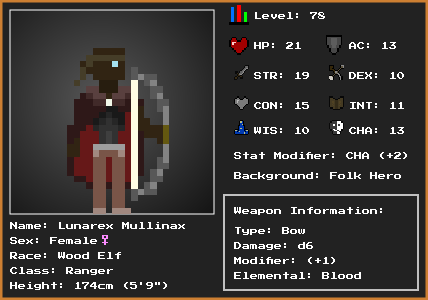 Level: 78
HP: 21
AC: 13
STR: 19
DEX: 10
CON: 15
INT: 11
WIS: 10
CHA: 13
Stat Modifier: CHA (+2)
Background: Folk Hero
Name: Lunarex Mullinax
Sex: Female♀
Race: Wood Elf
Class: Ranger
Height: 174cm (5'9")
Weapon Information:
Type: Bow
Damage: d6
Modifier: (+1)
Elemental: Blood